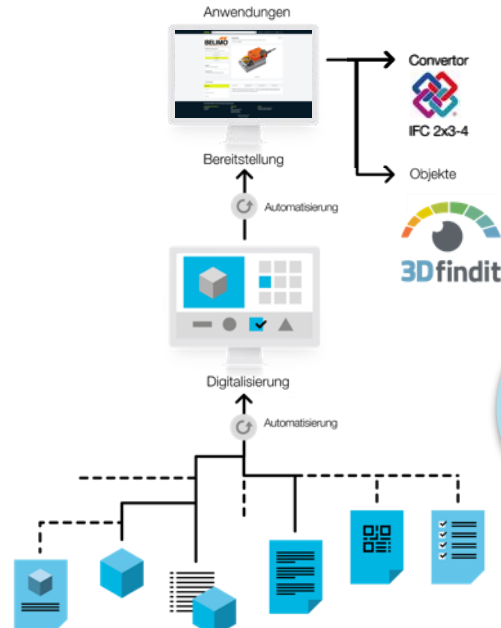 Anwendungen
BELIMO
Convertor
IFC 2x3-4
Bereitstellung
Objekte
Automatisierung
3Dfindit
Digitalisierung
Automatisierung